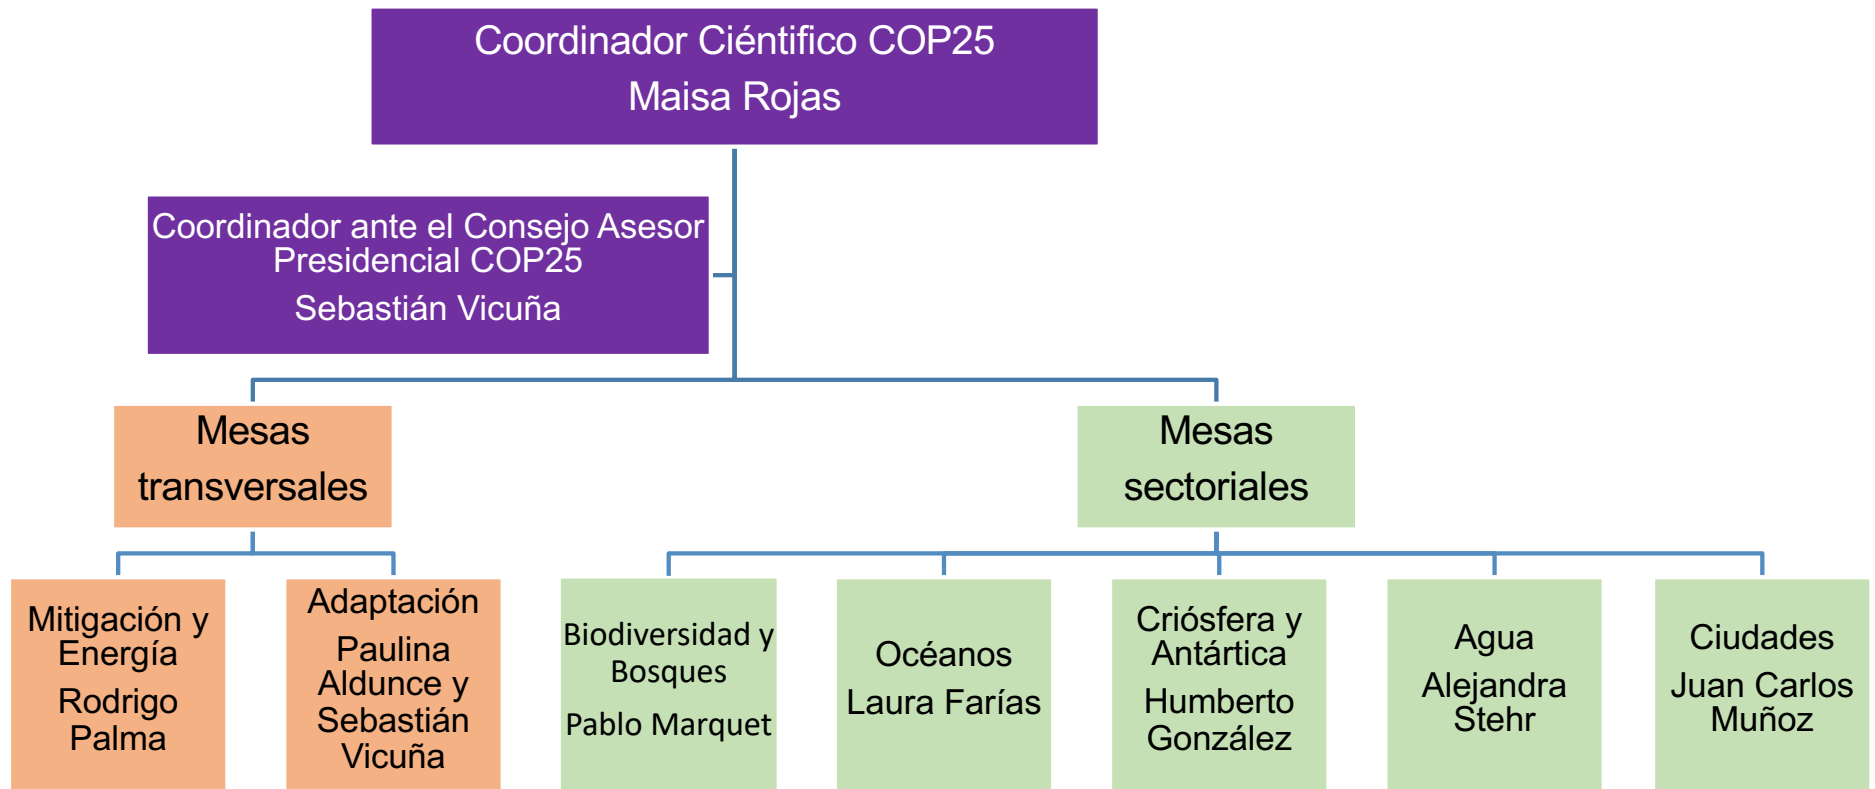 Coordinador Ciéntifico COP25
Maisa Rojas
Coordinador ante el Consejo Asesor
Presidencial COP25
Sebastián Vicuña
Mesas
transversales
Mesas
sectoriales
Mitigación y
Energía
Rodrigo
Palma
Adaptación
Paulina
Aldunce y
Sebastián
Vicuña
Biodiversidad y
Bosques
Pablo Marquet
Océanos
Laura Farías
Criósfera y
Antártica
Humberto
González
Agua
Alejandra
Stehr
Ciudades
Juan Carlos
Muñoz